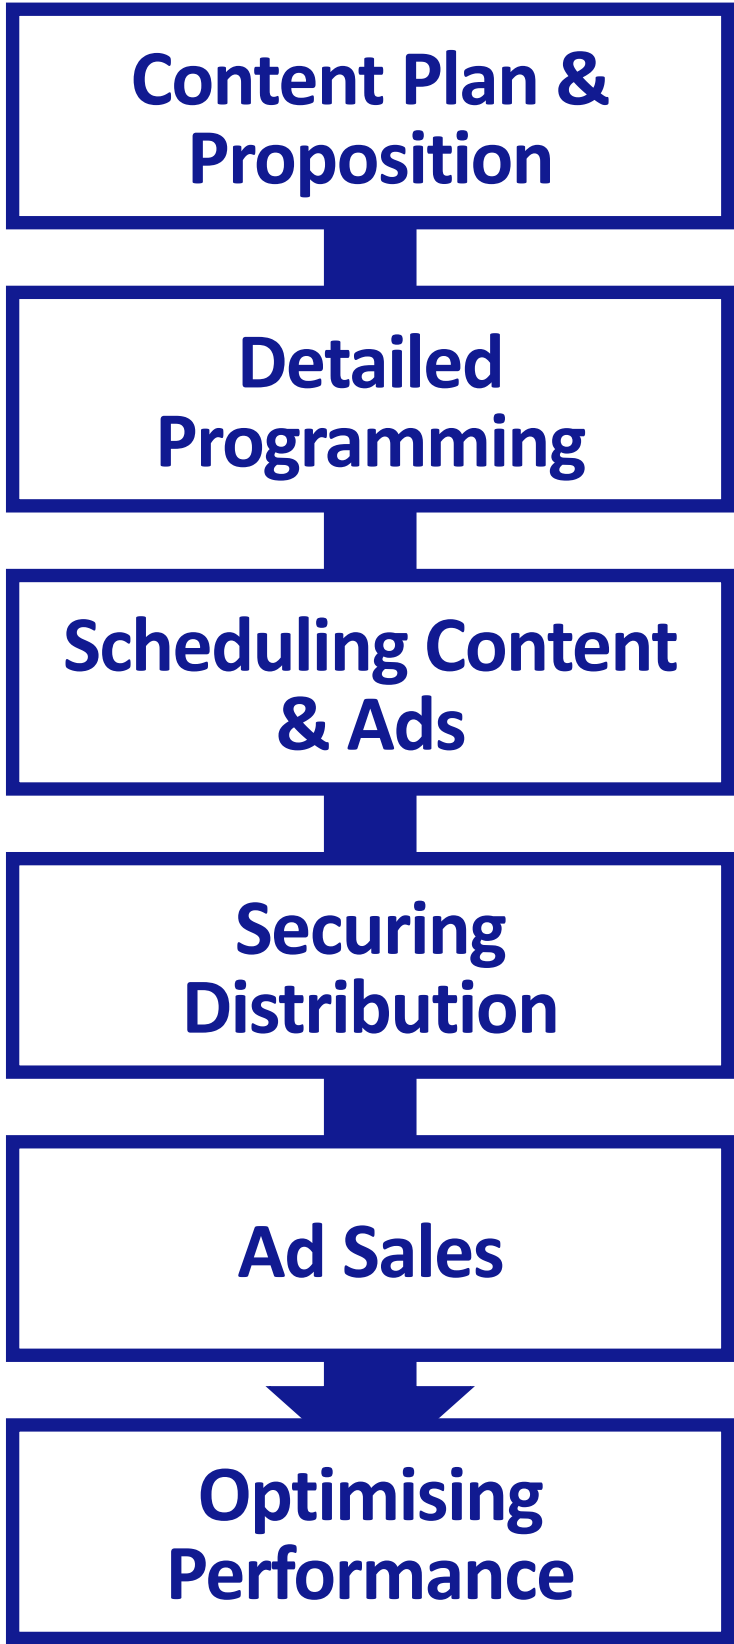 Content Plan &
Proposition
Detailed
Programming
Scheduling Content
& Ads
Securing
Distribution
Ad Sales
Optimising
Performance